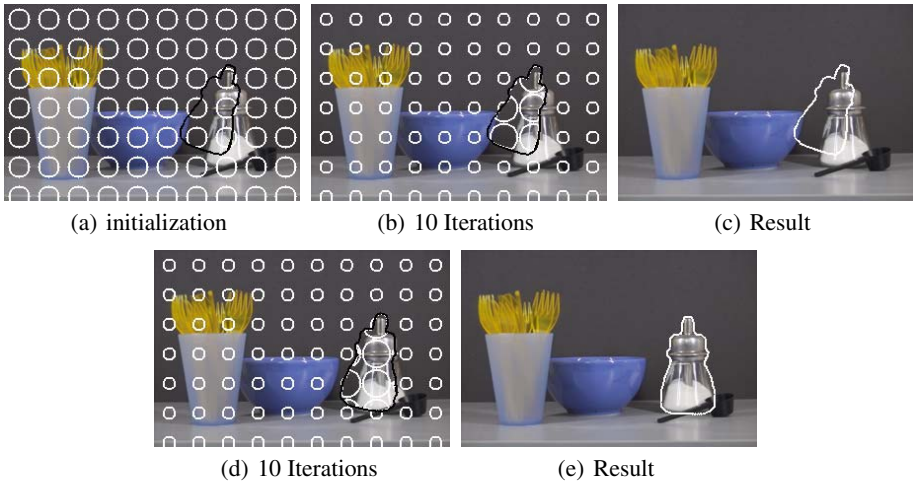 (a) initialization
(b) 10 Iterations
(c) Result
(d) 10 Iterations
(e) Result